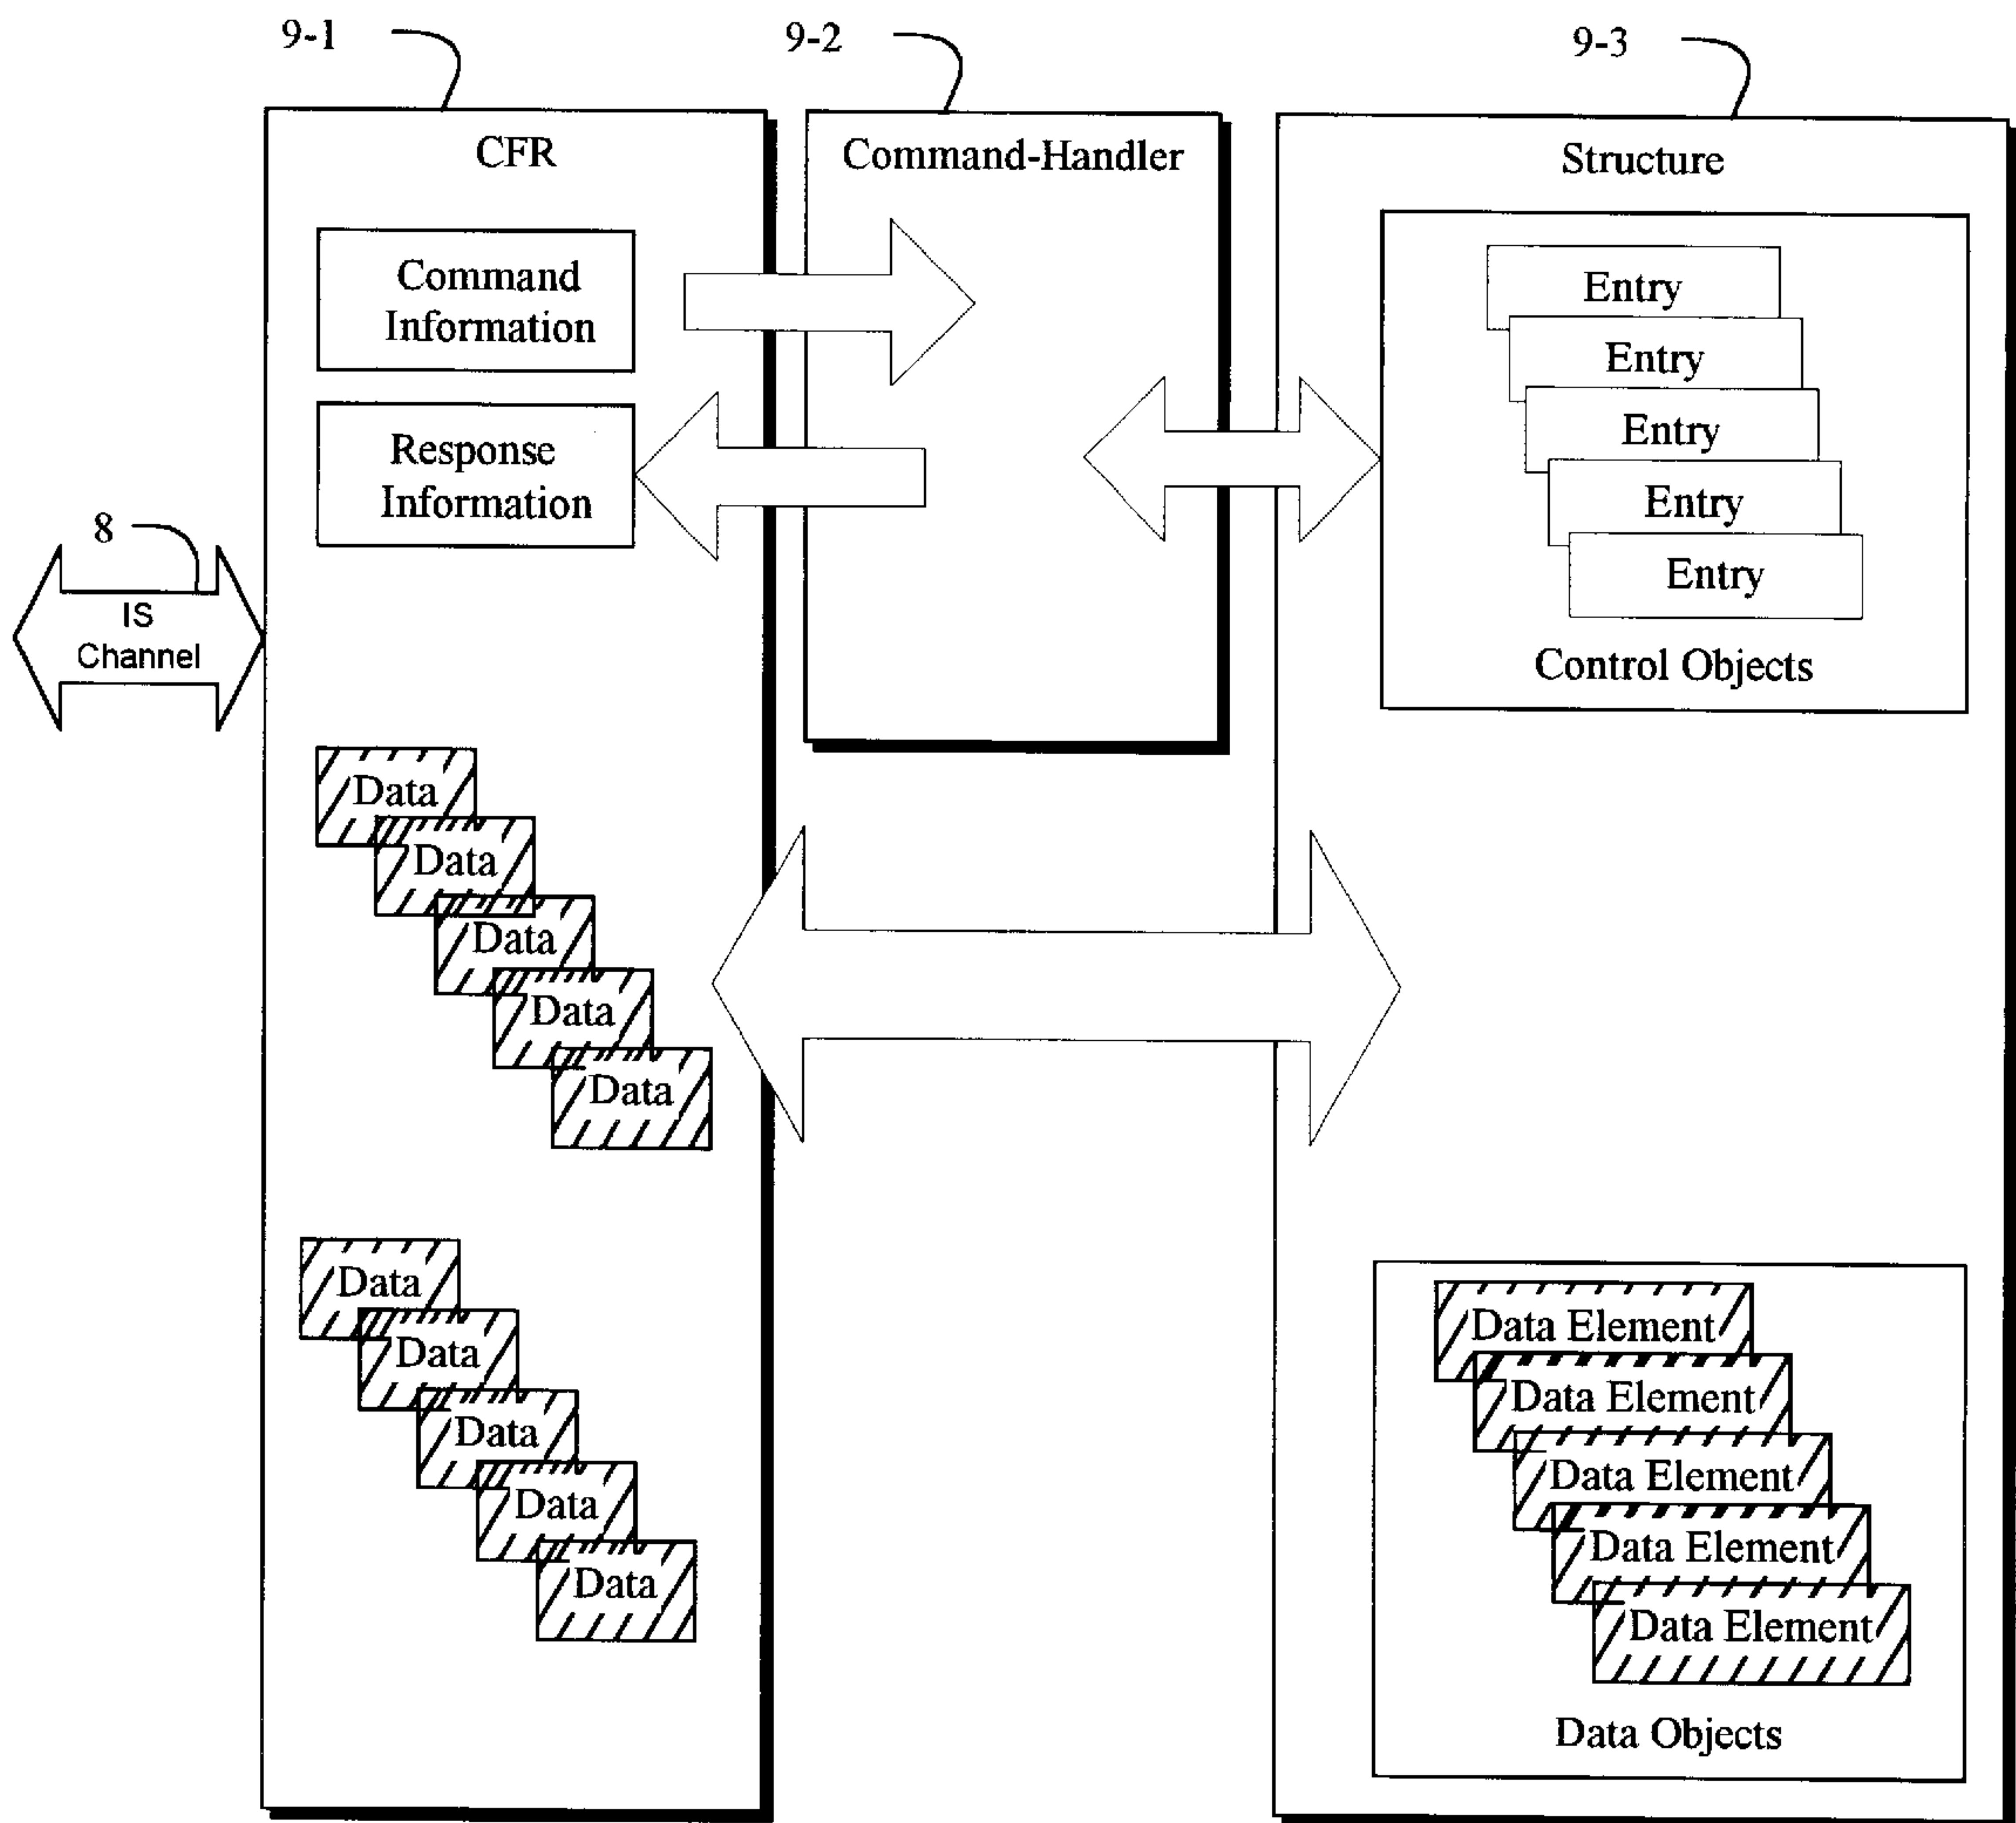 9-1
9-2
9-3
CFR
Command-Handler
Structure
Command
Information
Response
Information
Entry
Entry
Entry
Entry
Entry
Control Objects
8
IS
Channel
Data
Data
Data
Data
Data
Data
Data
Data
Data
Data
Data Element
Data Element
Data Element
Data Element
Data Element
Data Objects